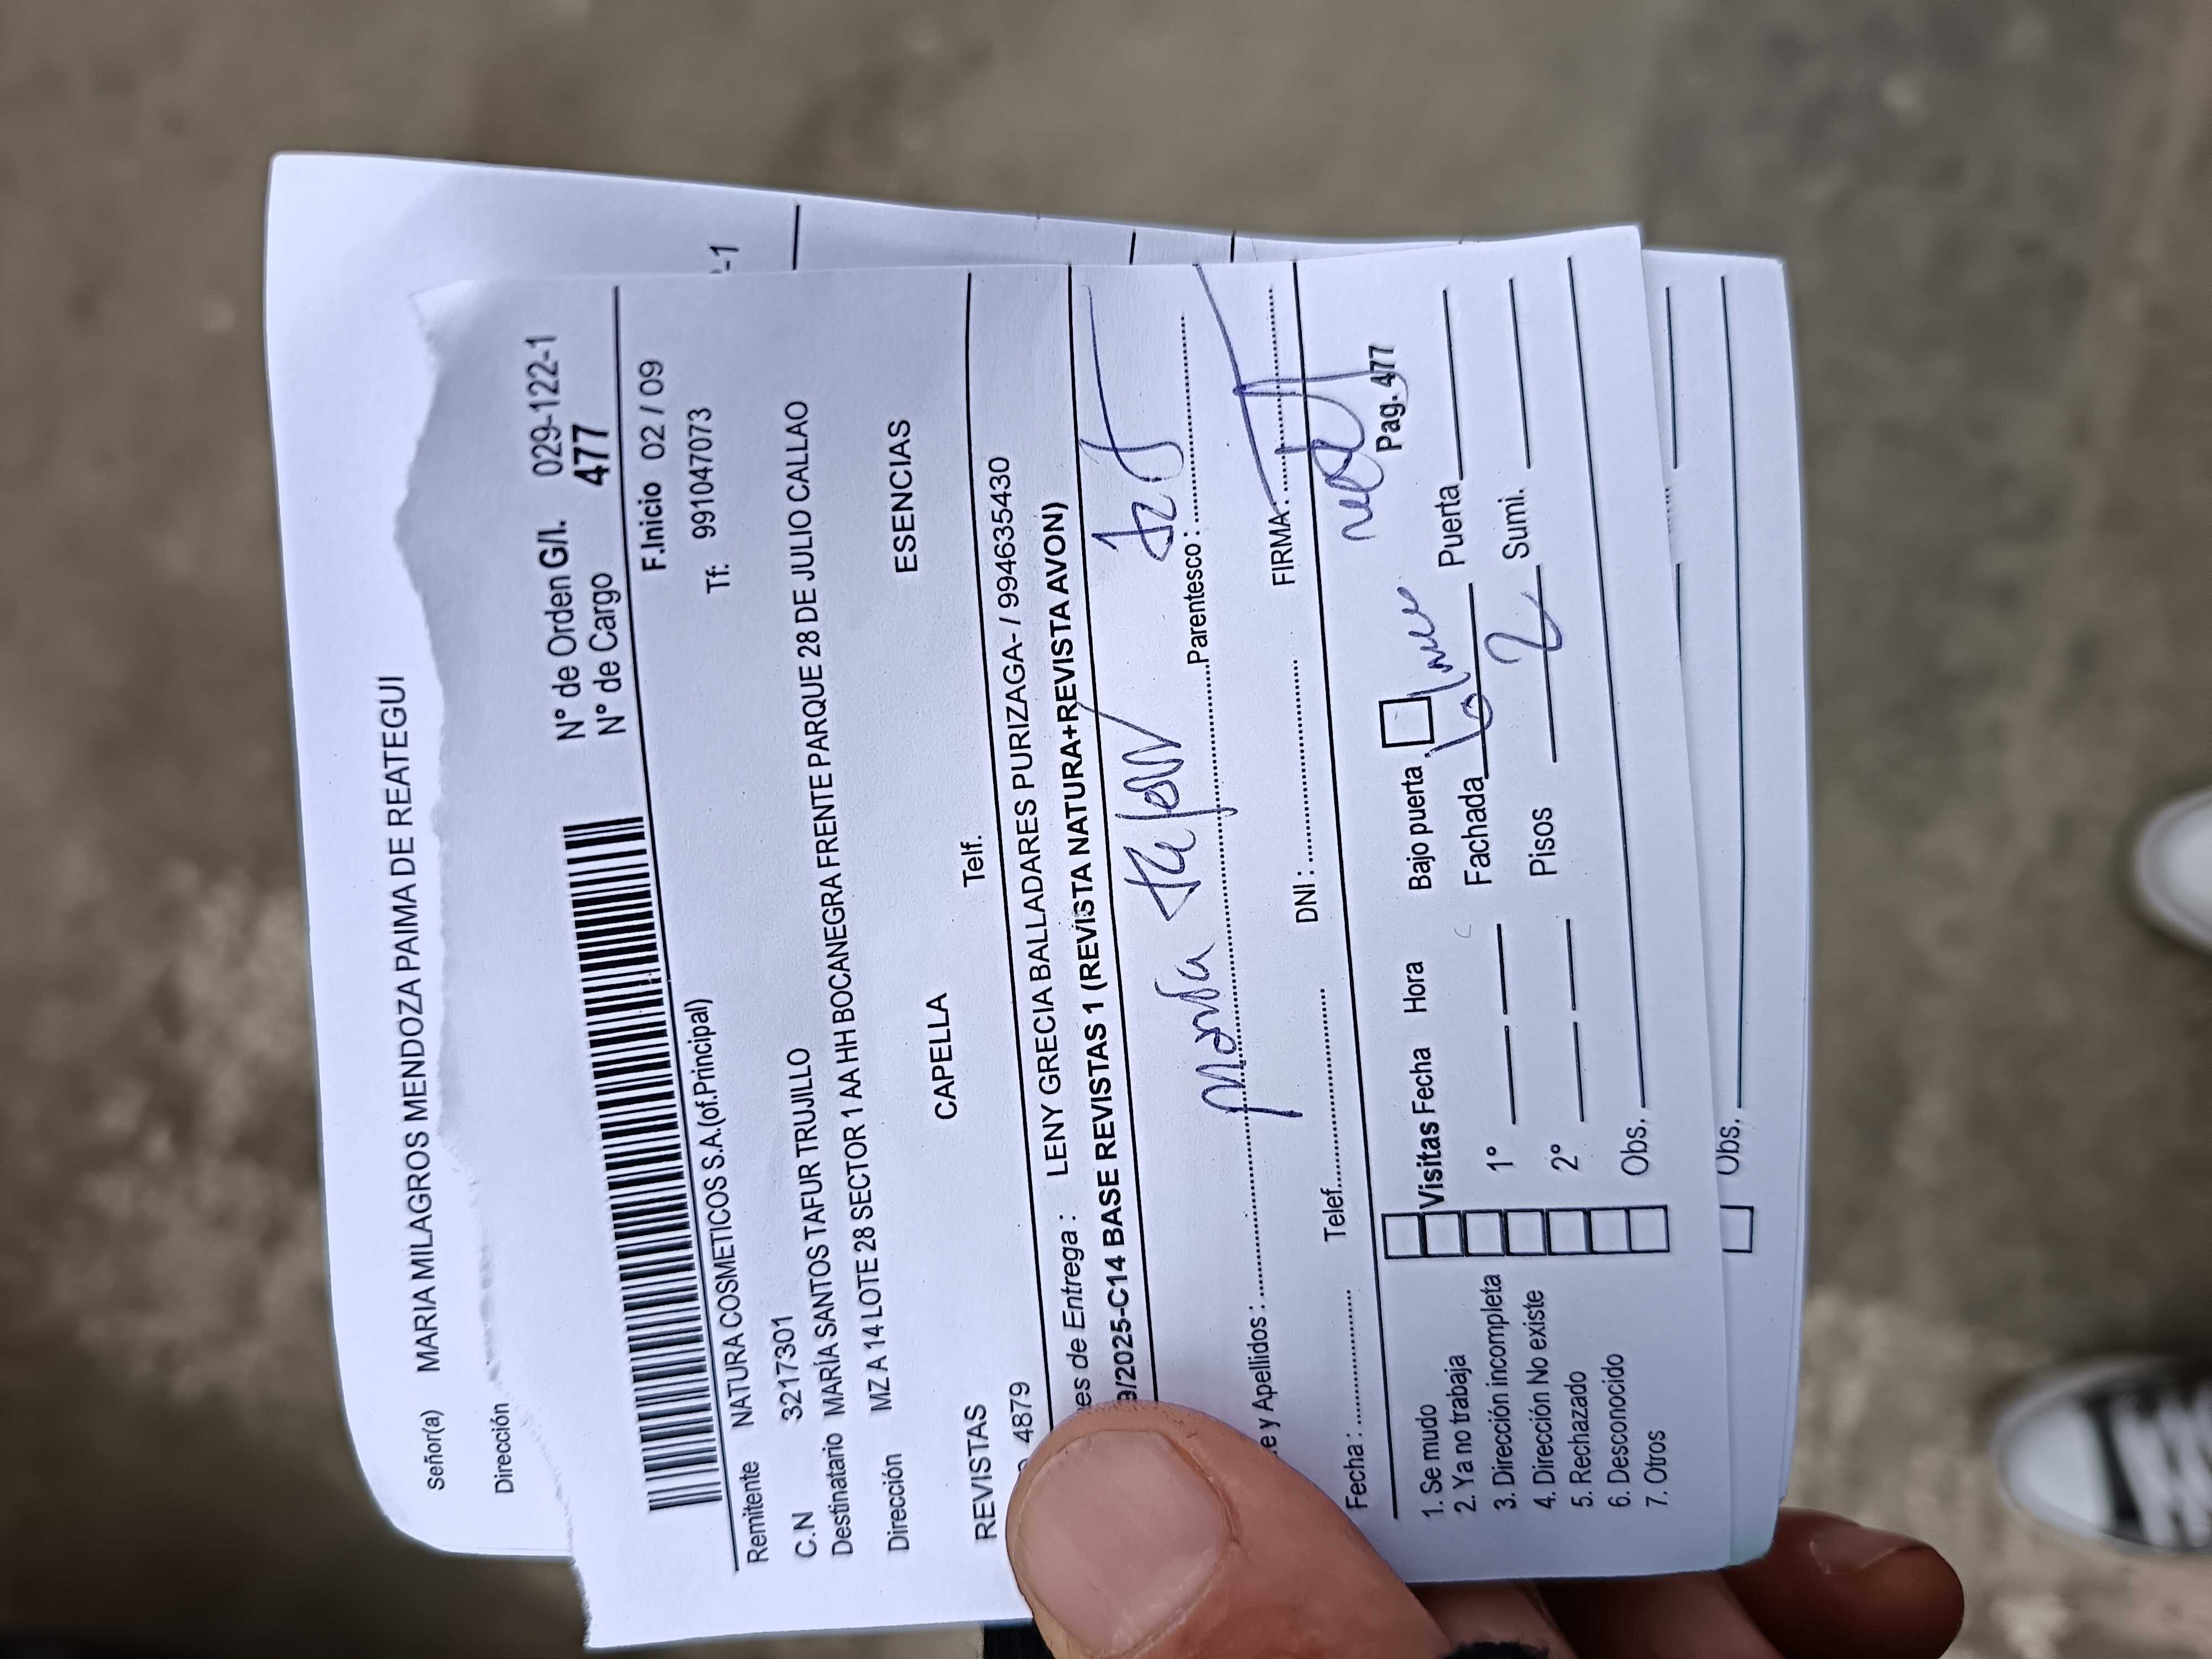 Señor(a) MARIA MILAGROS MENDOZA PAIMA DE REATEGUI
Dirección
N° de Orden G/I. 029-122-1
N° de Cargo 477
-1
F.Inicio 02 / 09
Remitente NATURA COSMETICOS S.A.(of.Principal)
Tf: 991047073
C.N 3217301
Destinatario MARÍA SANTOS TAFUR TRUJILLO
Dirección MZ A 14 LOTE 28 SECTOR 1 AA HH BOCANEGRA FRENTE PARQUE 28 DE JULIO CALLAO
CAPELLA ESENCIAS
REVISTAS Telf.
4879
es de Entrega : LENY GRECIA BALLADARES PURIZAGA- / 994635430
9/2025-C14 BASE REVISTAS 1 (REVISTA NATURA+REVISTA AVON)
María Tafur
e y Apellidos : Parentesco :
Fecha : Telef. DNI : FIRMA :
Pag. 477
1. Se mudo
2. Ya no trabaja
3. Dirección incompleta
4. Dirección No existe
5. Rechazado
6. Desconocido
7. Otros
Visitas Fecha Hora Bajo puerta
1° Fachada Puerta
2° Pisos 2 Sumi.
Obs.
Obs.